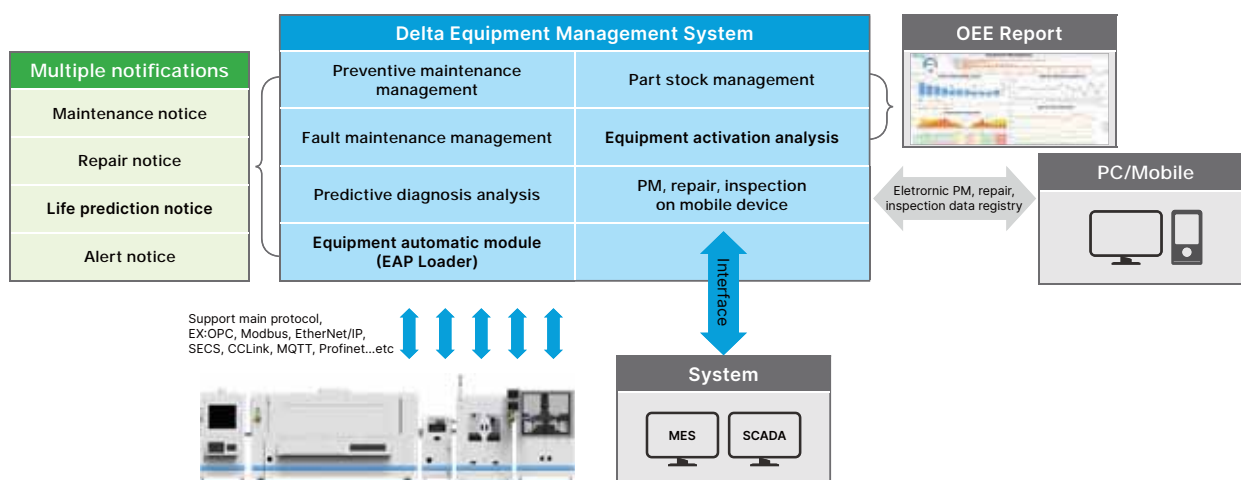 Multiple notifications
Maintenance notice
Repair notice
Life prediction notice
Alert notice
Delta Equipment Management System
Preventive maintenance
management
Part stock management
Fault maintenance management
Equipment activation analysis
Predictive diagnosis analysis
PM, repair, inspection
on mobile device
Equipment automatic module
(EAP Loader)
OEE Report
Eletrornic PM, repair,
inspection data registry
PC/Mobile
Interface
Support main protocol,
EX:OPC, Modbus, EtherNet/IP,
SECS, CCLink, MQTT, Profinet...etc
System
MES
SCADA